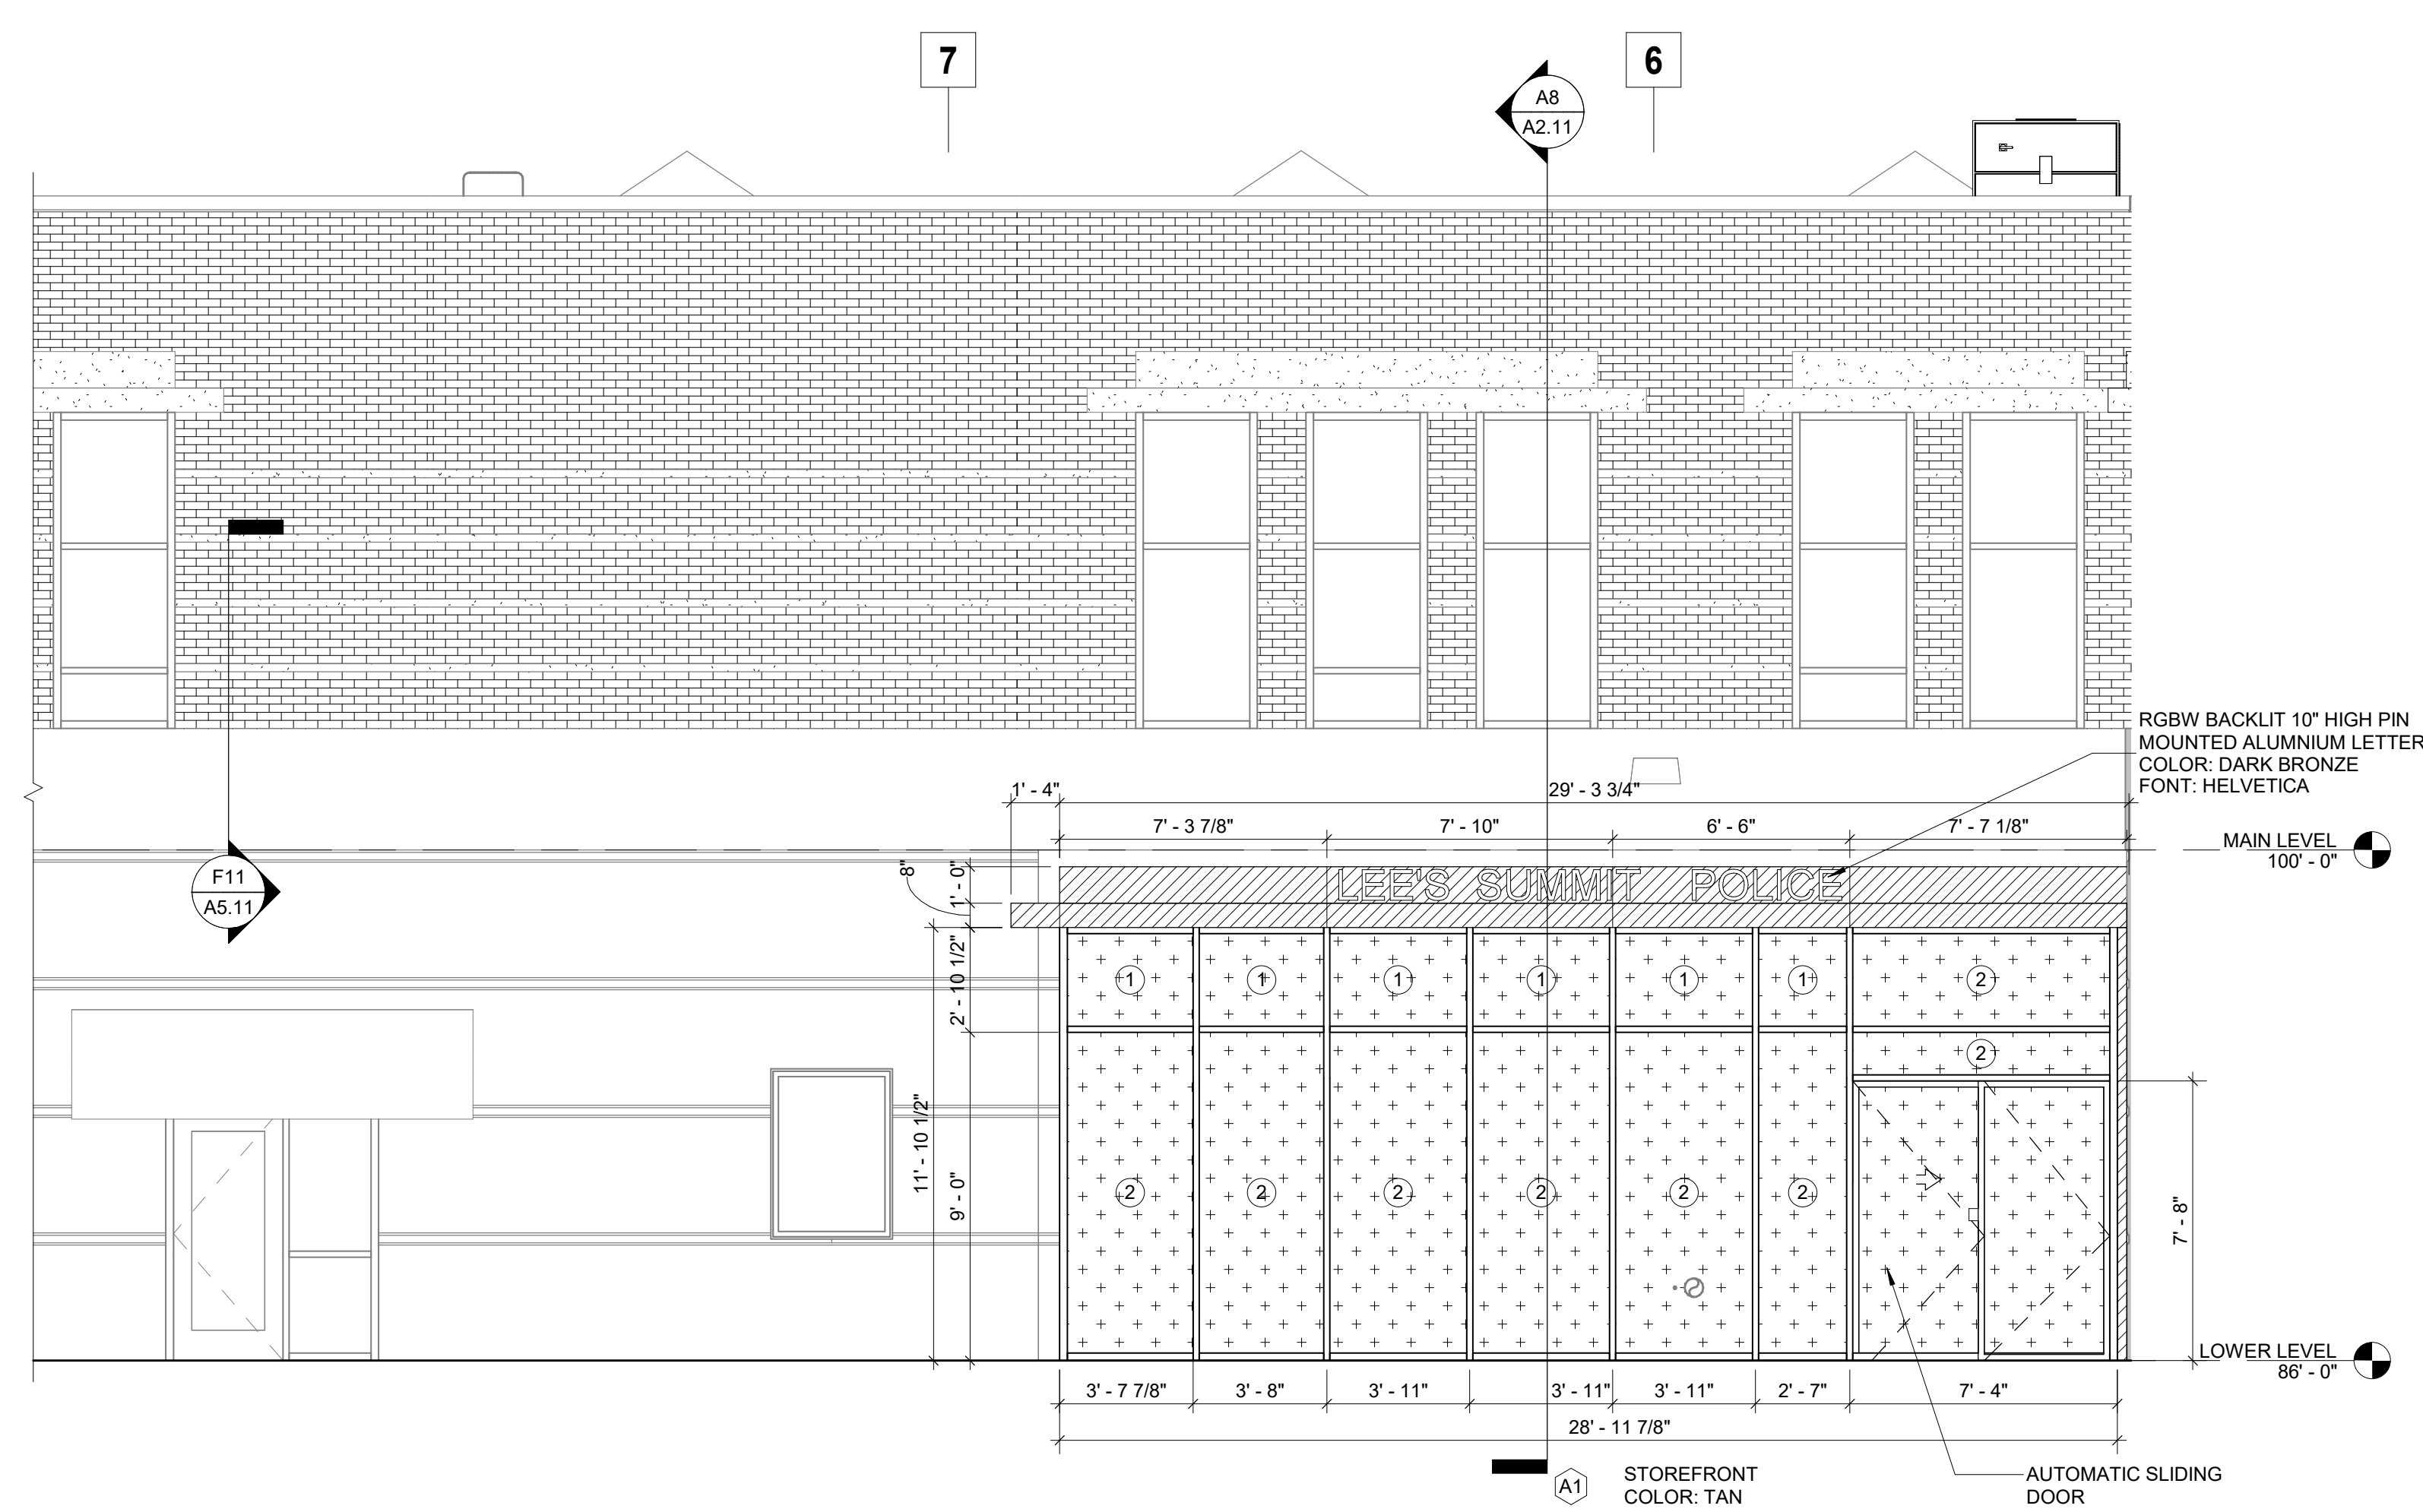 7
6
A8
A2.11
RGBW BACKLIT 10" HIGH PIN
MOUNTED ALUMNIUM LETTER
COLOR: DARK BRONZE
FONT: HELVETICA
1' - 4"
29' - 3 3/4"
7' - 3 7/8"
7' - 10"
6' - 6"
7' - 7 1/8"
MAIN LEVEL
100' - 0"
F11
A5.11
8"
1' - 0"
LEE'S SUMMIT POLICE
2' - 10 1/2"
1
1
1
1
1
1
2
2
11' - 10 1/2"
9' - 0"
2
2
2
2
2
2
7' - 8"
LOWER LEVEL
86' - 0"
3' - 7 7/8"
3' - 8"
3' - 11"
3' - 11"
3' - 11"
2' - 7"
7' - 4"
28' - 11 7/8"
A1
STOREFRONT
COLOR: TAN
AUTOMATIC SLIDING
DOOR